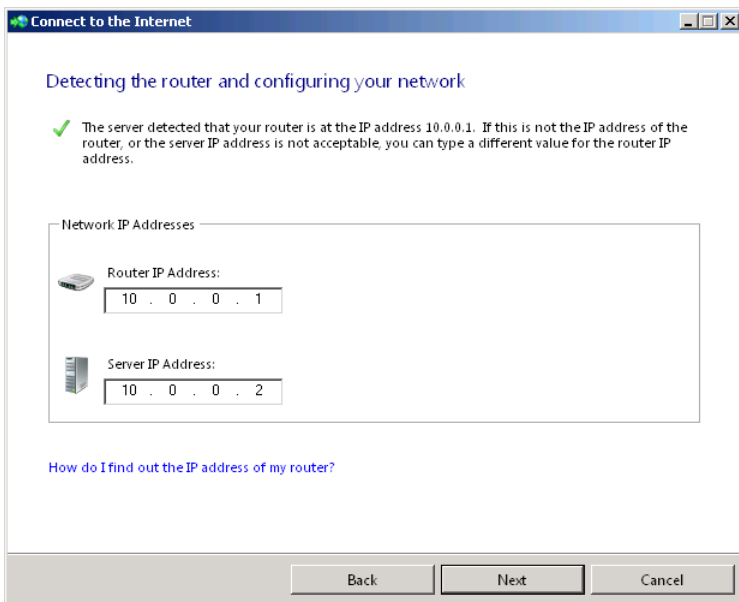 Connect to the Internet
Detecting the router and configuring your network
The server detected that your router is at the IP address 10.0.0.1.  If this is not the IP address of the
router, or the server IP address is not acceptable, you can type a different value for the router IP
address.
Network IP Addresses
Router IP Address:
10 . 0 . 0 . 1
Server IP Address:
10 . 0 . 0 . 2
How do I find out the IP address of my router?
Back Next Cancel